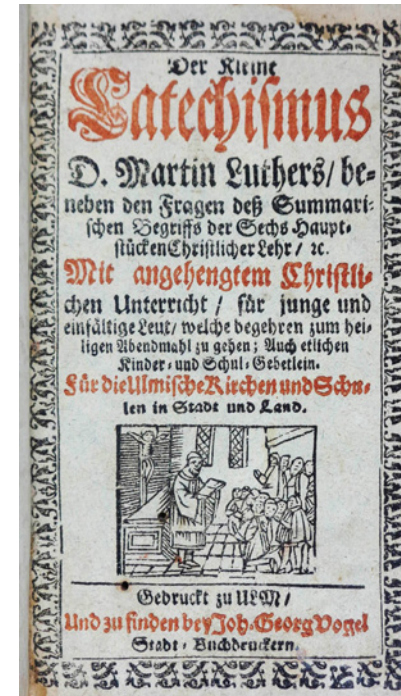 Der Kleine
Catechismus
D. Martin Luthers/ be-
neben den Fragen deß Summari-
schen Begriffs der Sechs Haupt-
stücken Christlicher Lehr / ꝛc.
Mit angehengtem Christli-
chen Unterricht / für junge und
einfältige Leut/ welche begehren zum hei-
ligen Abendmahl zu gehen; Auch etlichen
Kinder- und Schul-Gebetlein.
Für die Ulmische Kirchen und Schu-
len in Stadt und Land.
Gedruckt zu ULM/
Und zu finden bey Joh. Georg Vogel
Stadt-Buchdruckern.